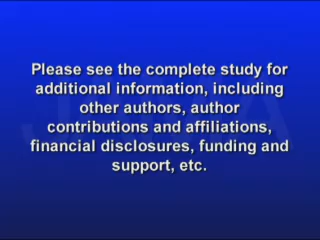 Please see the complete study for
additional information, including
other authors, author
contributions and affiliations,
financial disclosures, funding and
support, etc.